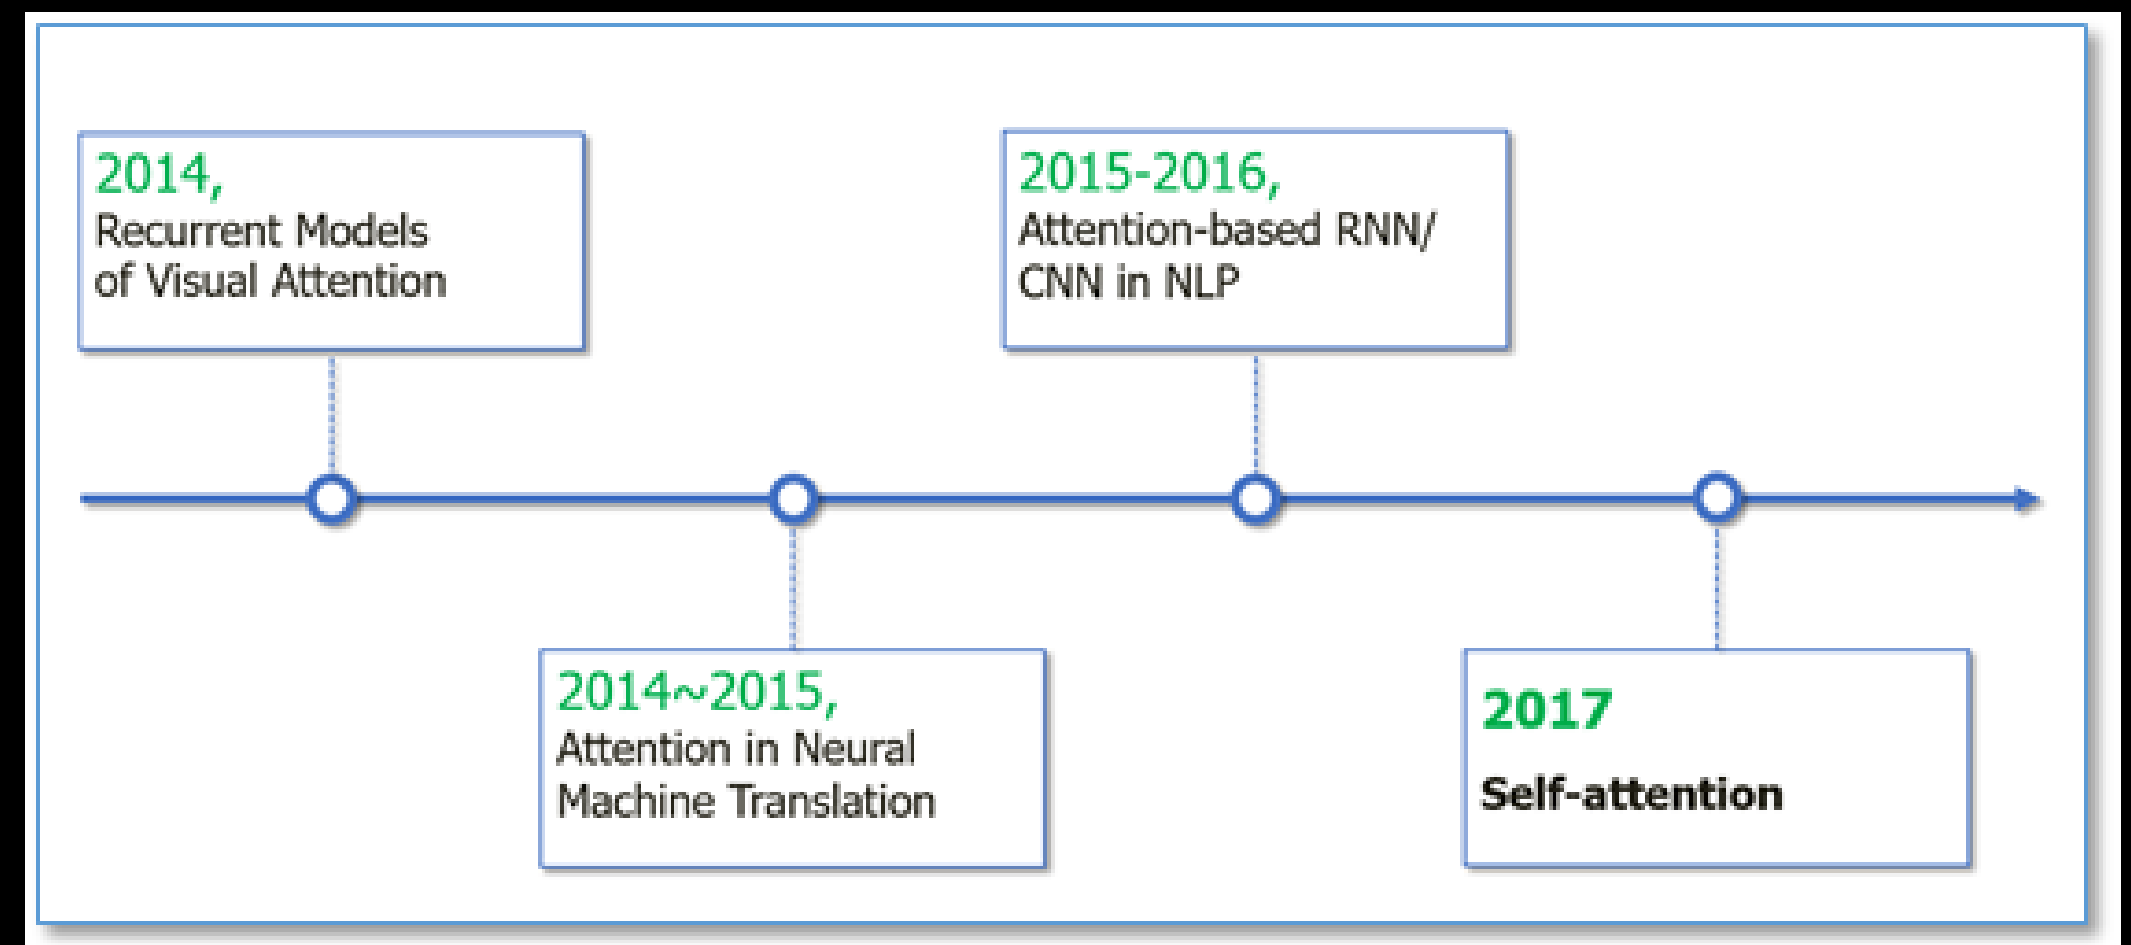 2014,
Recurrent Models
of Visual Attention
2014~2015,
Attention in Neural
Machine Translation
2015-2016,
Attention-based RNN/
CNN in NLP
2017
Self-attention